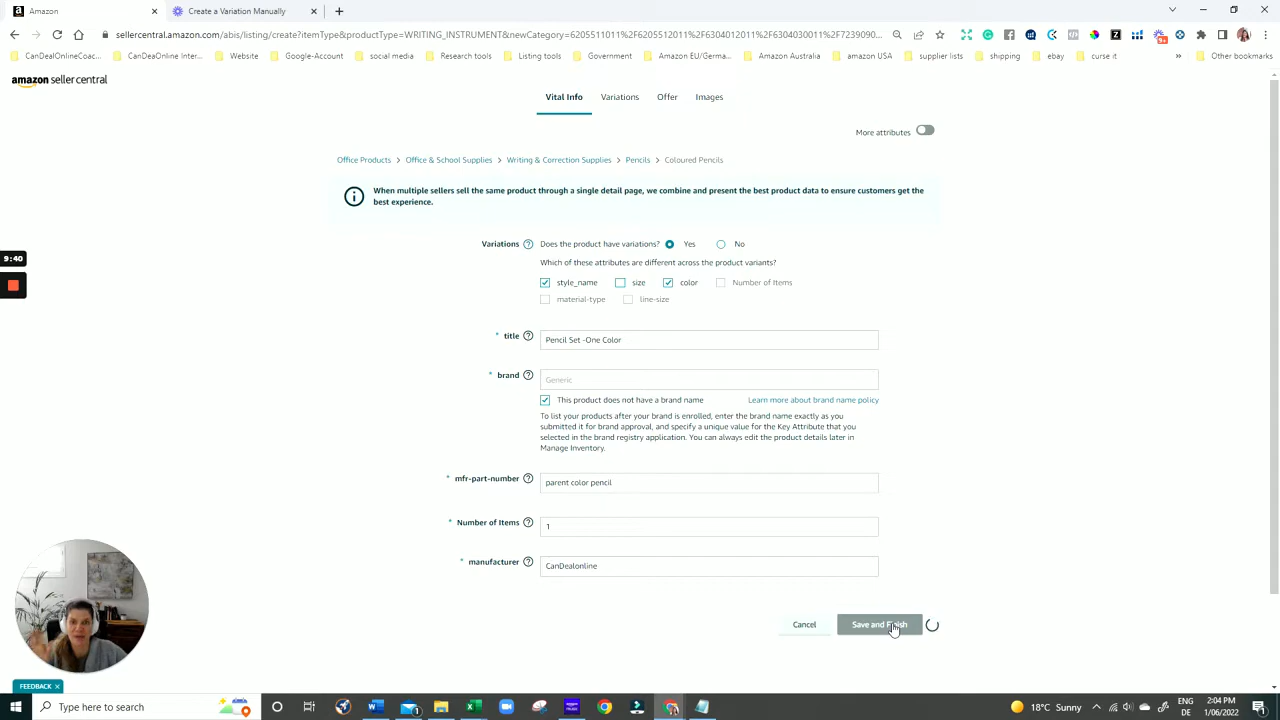 Amazon
Create a Variation Manually
sellercentral.amazon.com/abis/listing/create?itemType&productType=WRITING_INSTRUMENT&newCategory=6205511011%2F6205512011%2F6304012011%2F6304030011%2F7239090...
CanDealOnlineCoac...
CanDeaOnline Inter...
Website
Google-Account
social media
Research tools
Listing tools
Government
Amazon EU/Germa...
Amazon Australia
amazon USA
supplier lists
shipping
ebay
curse it
»
Other bookmarks
amazon seller central
Vital Info
Variations
Offer
Images
More attributes
Office Products > Office & School Supplies > Writing & Correction Supplies > Pencils > Coloured Pencils
When multiple sellers sell the same product through a single detail page, we combine and present the best product data to ensure customers get the
best experience.
Variations
Does the product have variations? Yes No
9:40
Which of these attributes are different across the product variants?
style_name size color Number of Items
material-type line-size
* title
Pencil Set -One Color
* brand
Generic
This product does not have a brand name
Learn more about brand name policy
To list your products after your brand is enrolled, enter the brand name exactly as you
submitted it for brand approval, and specify a unique value for the Key Attribute that you
selected in the brand registry application. You can always edit the product details later in
Manage Inventory.
* mfr-part-number
parent color pencil
* Number of Items
1
* manufacturer
CanDealonline
Cancel
Save and Finish
FEEDBACK ×
Type here to search
18°C Sunny
ENG
DE
2:04 PM
1/06/2022